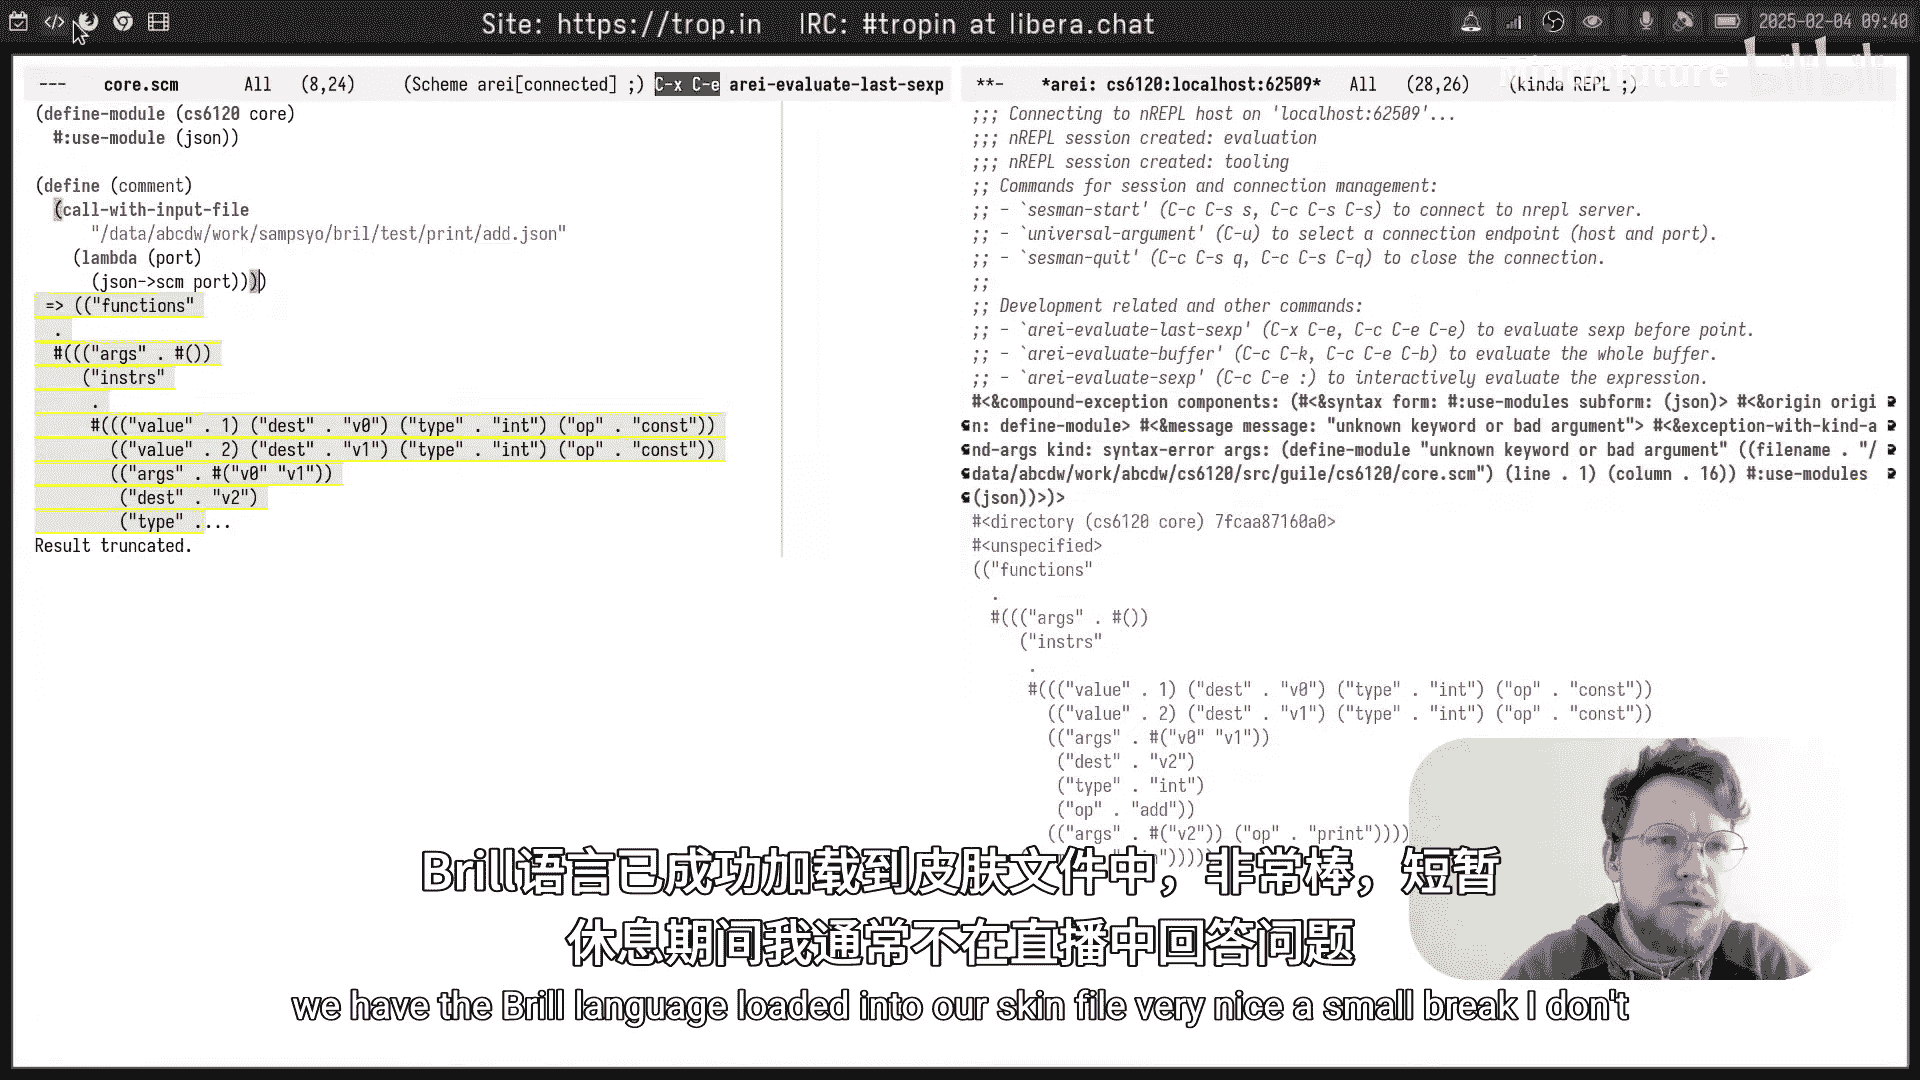 Site: https://trop.in   IRC: #tropin at libera.chat
2025-02-04 09:40
---    core.scm       All   (8,24)     (Scheme arei[connected] ;) C-x C-e arei-evaluate-last-sexp
(define-module (cs6120 core)
  #:use-module (json))
(define (comment)
  (call-with-input-file
      "/data/abcdw/work/sampsyo/bril/test/print/add.json"
    (lambda (port)
      (json->scm port))))
 => (("functions"
  .
  #((("args" . #())
     ("instrs"
      .
      #((("value" . 1) ("dest" . "v0") ("type" . "int") ("op" . "const"))
        (("value" . 2) ("dest" . "v1") ("type" . "int") ("op" . "const"))
        (("args" . #("v0" "v1"))
         ("dest" . "v2")
         ("type" ....
Result truncated.
**-    *arei: cs6120:localhost:62509*   All   (28,26)    (kinda REPL ;)
;;; Connecting to nREPL host on 'localhost:62509'...
;;; nREPL session created: evaluation
;;; nREPL session created: tooling
;; Commands for session and connection management:
;; - `sesman-start' (C-c C-s s, C-c C-s C-s) to connect to nrepl server.
;; - `universal-argument' (C-u) to select a connection endpoint (host and port).
;; - `sesman-quit' (C-c C-s q, C-c C-s C-q) to close the connection.
;;
;; Development related and other commands:
;; - `arei-evaluate-last-sexp' (C-x C-e, C-c C-e C-e) to evaluate sexp before point.
;; - `arei-evaluate-buffer' (C-c C-k, C-c C-e C-b) to evaluate the whole buffer.
;; - `arei-evaluate-sexp' (C-c C-e :) to interactively evaluate the expression.
#<&compound-exception components: (#<&syntax form: #:use-modules subform: (json)> #<&origin origi
n: define-module> #<&message message: "unknown keyword or bad argument"> #<&exception-with-kind-a
nd-args kind: syntax-error args: (define-module "unknown keyword or bad argument" ((filename . "/
data/abcdw/work/abcdw/cs6120/src/guile/cs6120/core.scm") (line . 1) (column . 16)) #:use-modules
(json))>)>
#<directory (cs6120 core) 7fcaa87160a0>
#<unspecified>
(("functions"
  .
  #((("args" . #())
     ("instrs"
      .
      #((("value" . 1) ("dest" . "v0") ("type" . "int") ("op" . "const"))
        (("value" . 2) ("dest" . "v1") ("type" . "int") ("op" . "const"))
        (("args" . #("v0" "v1"))
         ("dest" . "v2")
         ("type" . "int")
         ("op" . "add"))
        (("args" . #("v2")) ("op" . "print"))))
bilibili
Brill语言已成功加载到皮肤文件中，非常棒，短暂
休息期间我通常不在直播中回答问题
we have the Brill language loaded into our skin file very nice a small break I don't